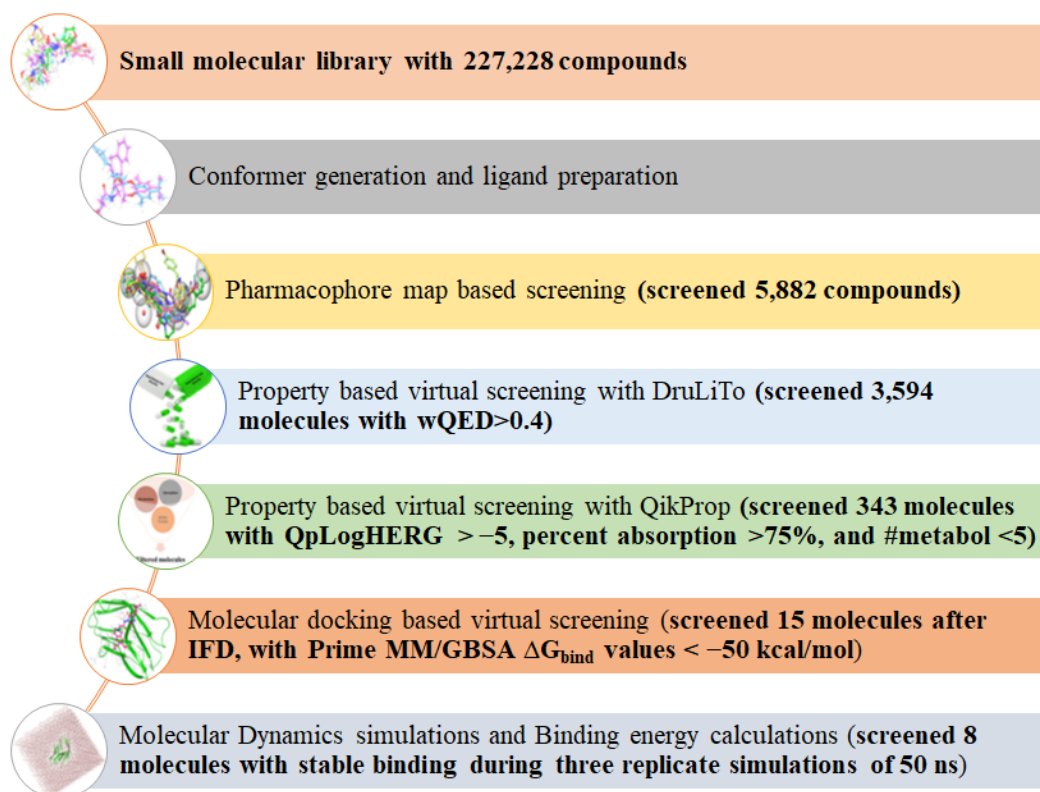 Small molecular library with 227,228 compounds
Conformer generation and ligand preparation
Pharmacophore map based screening (screened 5,882 compounds)
Property based virtual screening with DruLiTo (screened 3,594
molecules with wQED>0.4)
Property based virtual screening with QikProp (screened 343 molecules
with QpLogHERG > −5, percent absorption >75%, and #metabol <5)
Molecular docking based virtual screening (screened 15 molecules after
IFD, with Prime MM/GBSA ΔGbind values < −50 kcal/mol)
Molecular Dynamics simulations and Binding energy calculations (screened 8
molecules with stable binding during three replicate simulations of 50 ns)